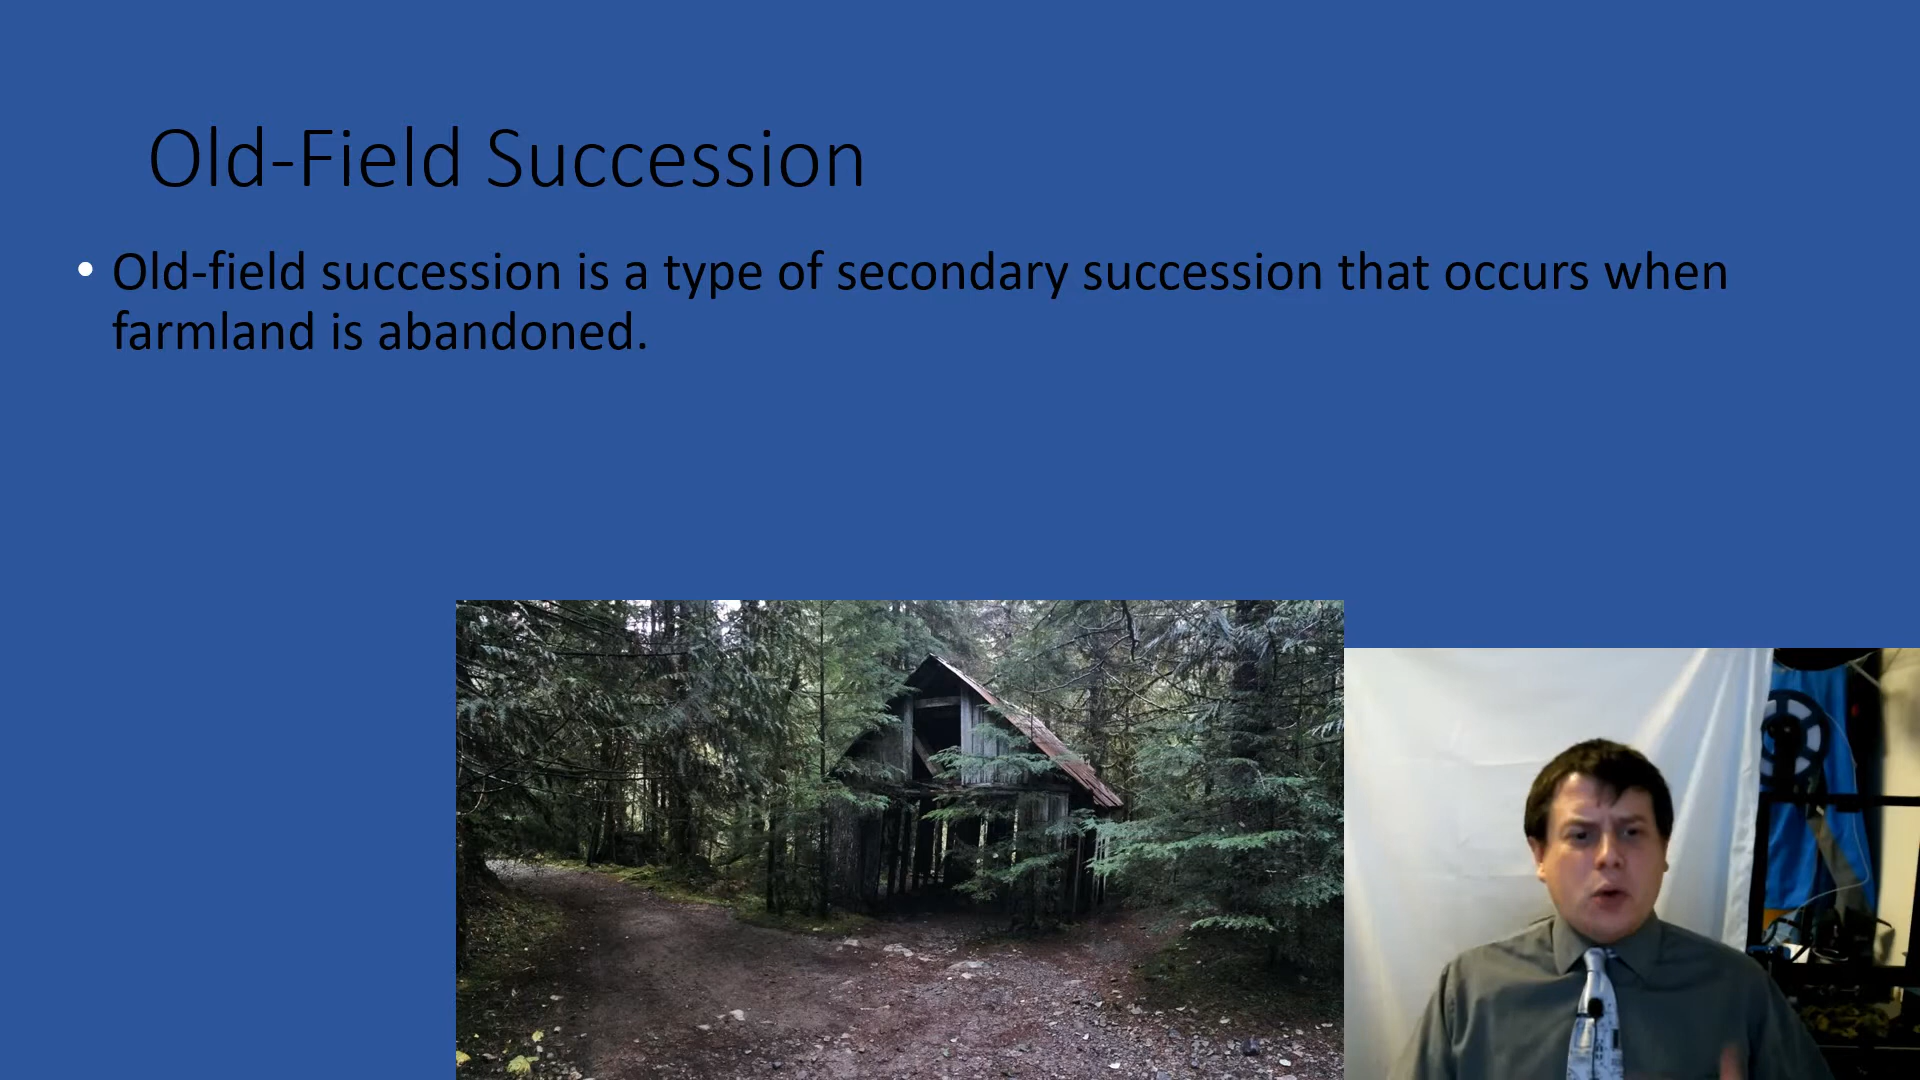 Old-Field Succession
• Old-field succession is a type of secondary succession that occurs when
farmland is abandoned.